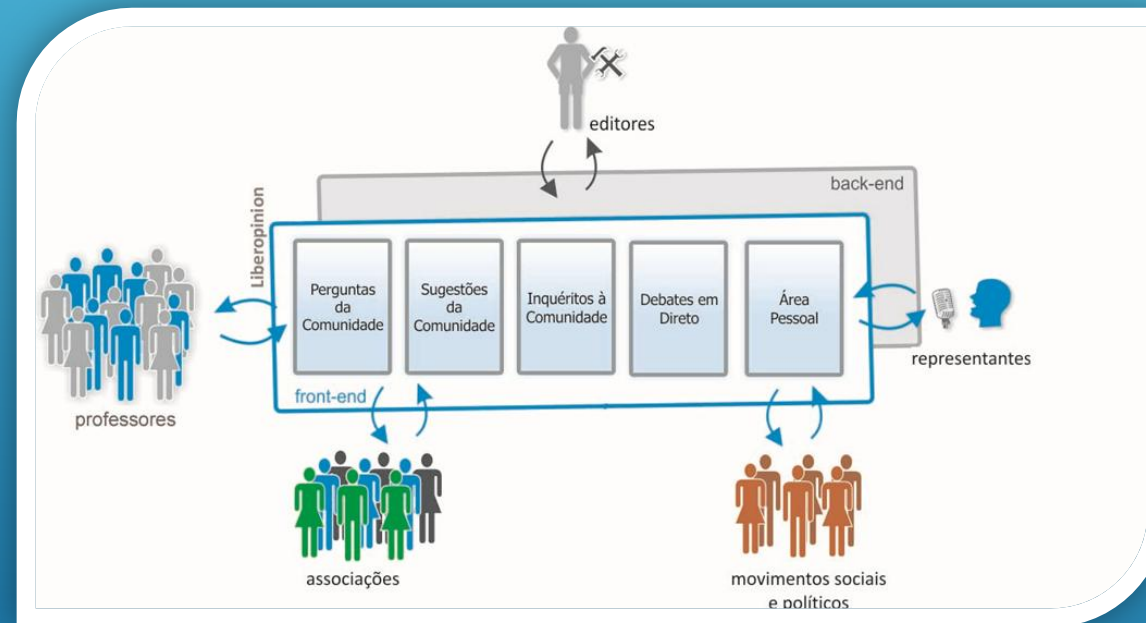 editores
back-end
Liberopinion
Perguntas
da
Comunidade
Sugestões
da
Comunidade
Inquéritos à
Comunidade
Debates em
Direto
Área
Pessoal
front-end
professores
representantes
associações
movimentos sociais
e políticos